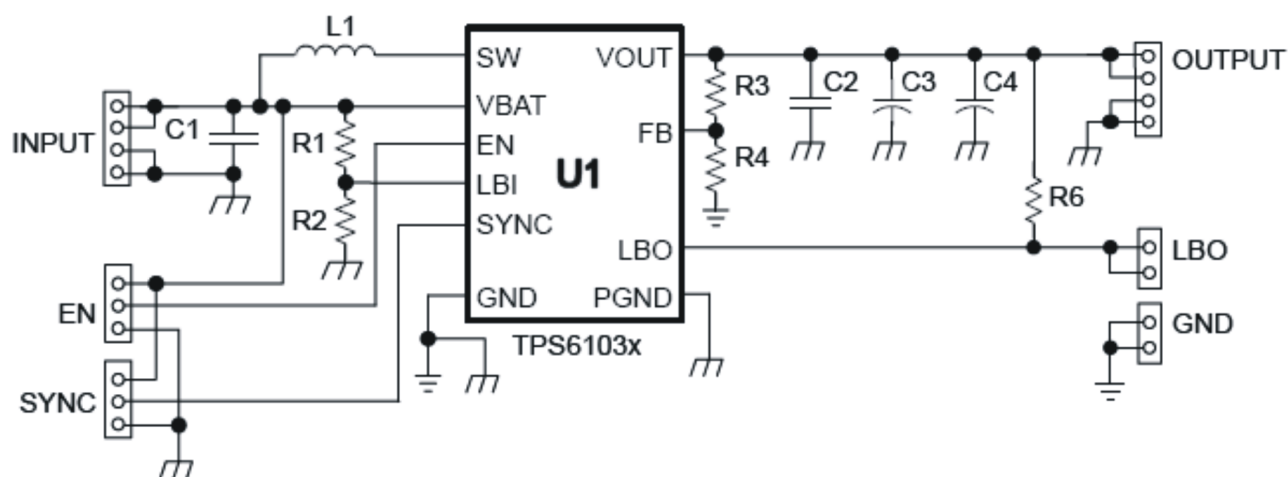 L1
SW
VOUT
OUTPUT
R3
C2
C3
C4
INPUT
C1
VBAT
R1
EN
FB
U1
R4
LBI
R2
SYNC
R6
LBO
LBO
EN
GND
PGND
GND
TPS6103x
SYNC